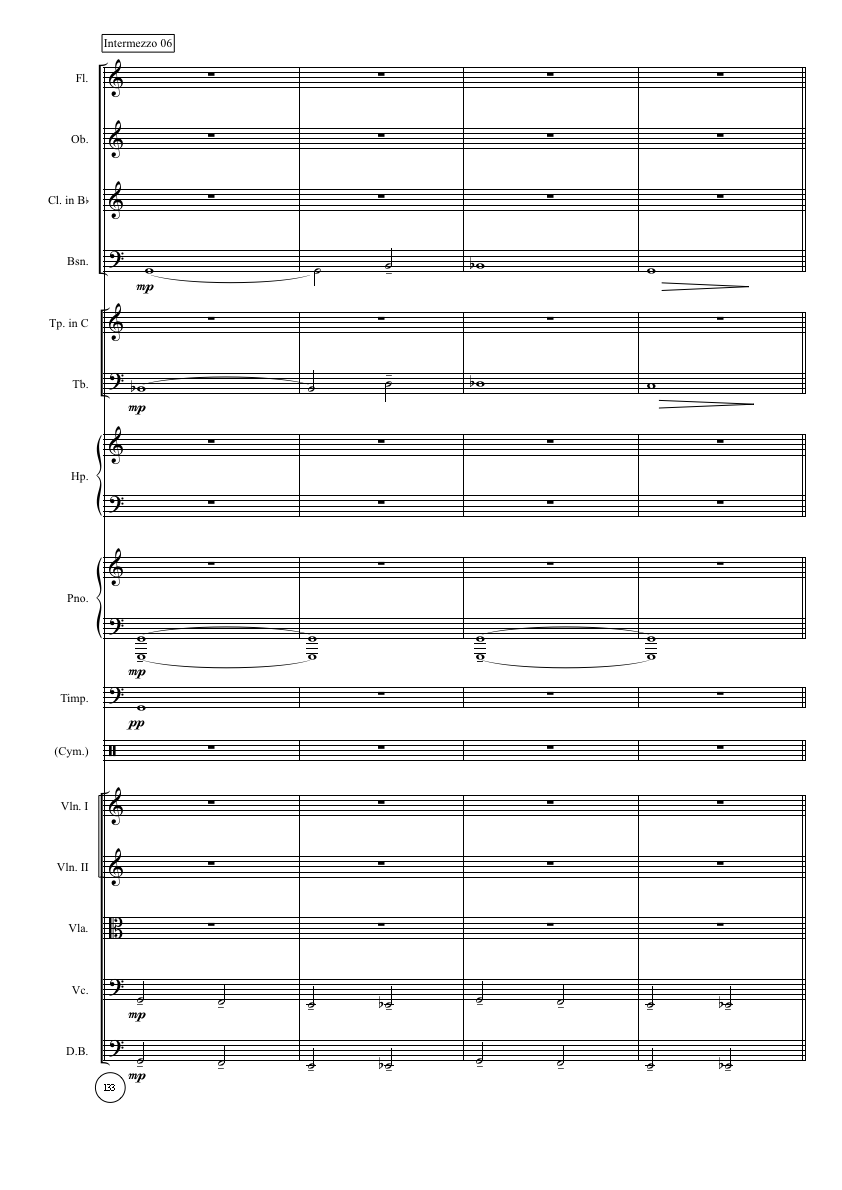 Intermezzo 06
Fl.
Ob.
Cl. in B♭
Bsn.
mp
Tp. in C
Tb.
mp
Hp.
Pno.
mp
Timp.
pp
(Cym.)
Vln. I
Vln. II
Vla.
Vc.
mp
D.B.
mp
133